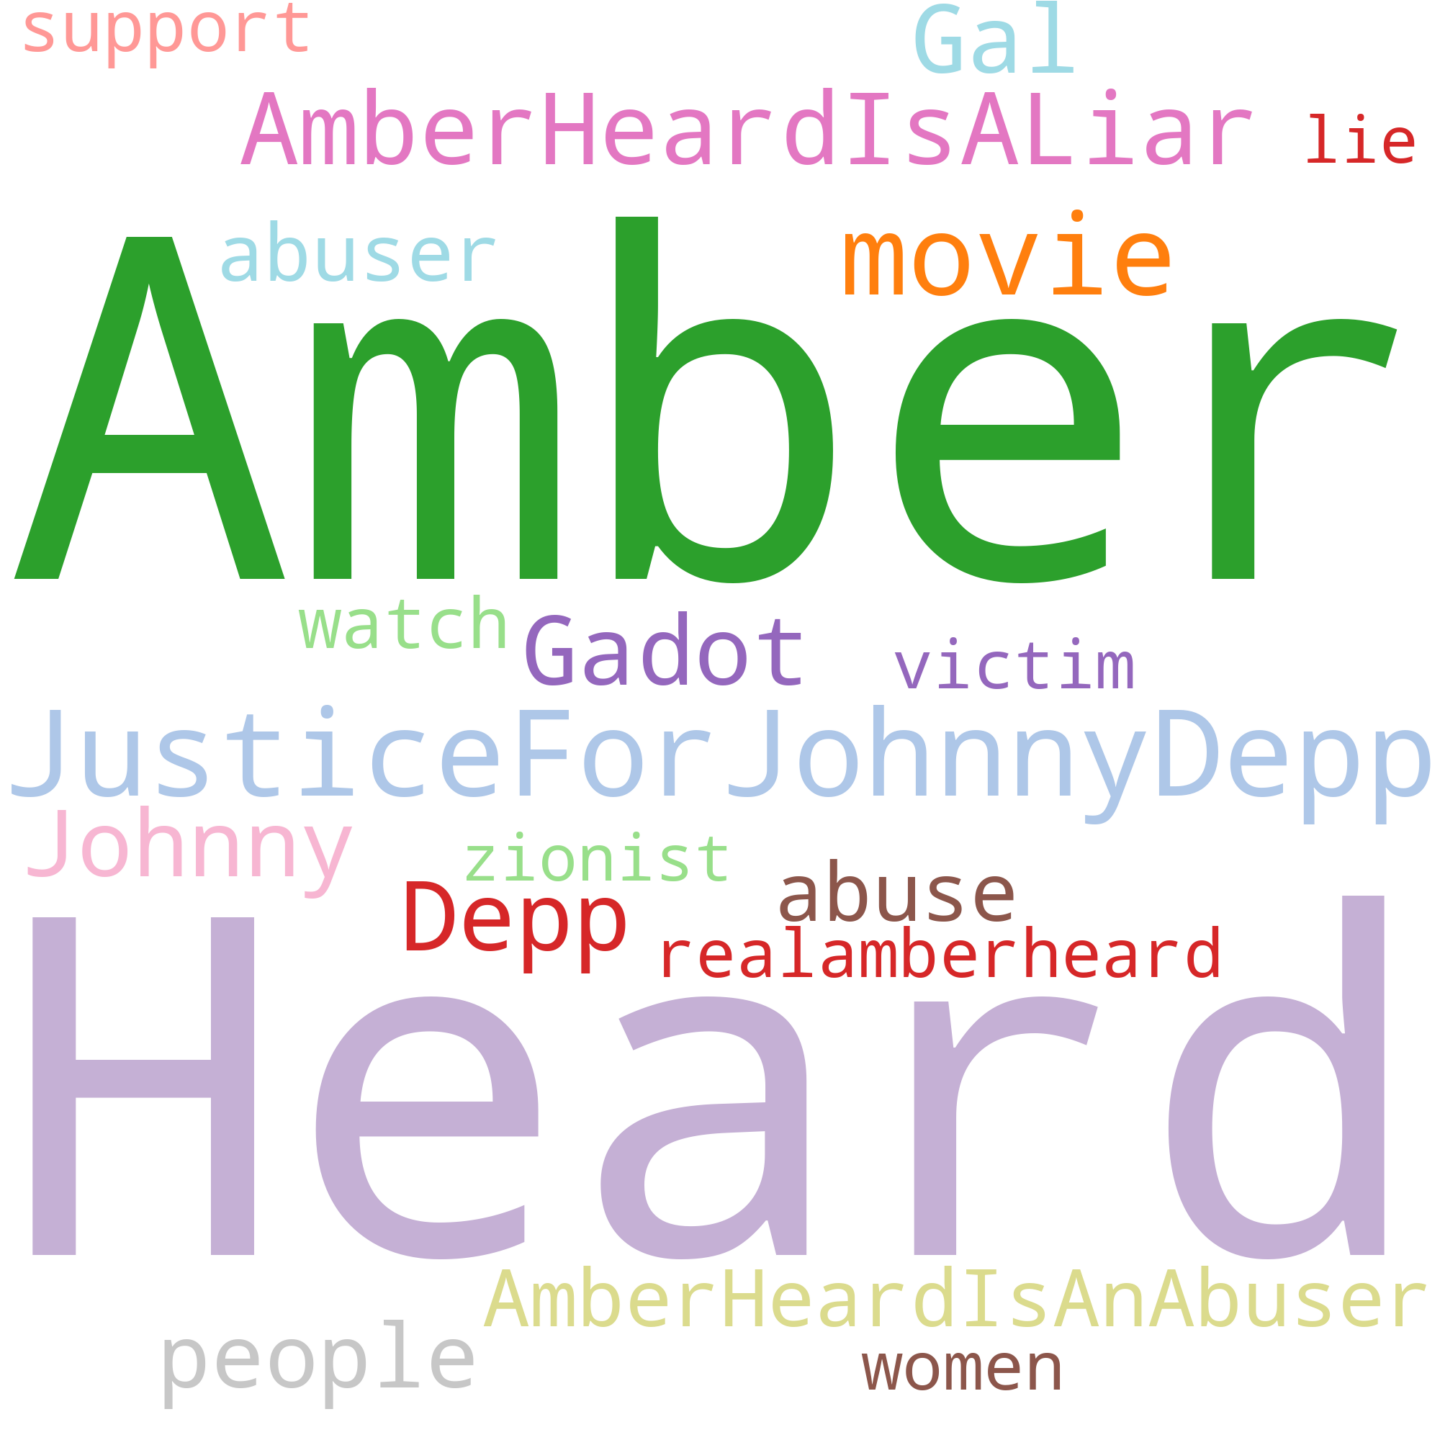 support
Gal
AmberHeardIsALiar
lie
abuser
movie
Amber
watch
Gadot
victim
JusticeForJohnnyDepp
Johnny
zionist
abuse
Depp
realamberheard
Heard
AmberHeardIsAnAbuser
people
women